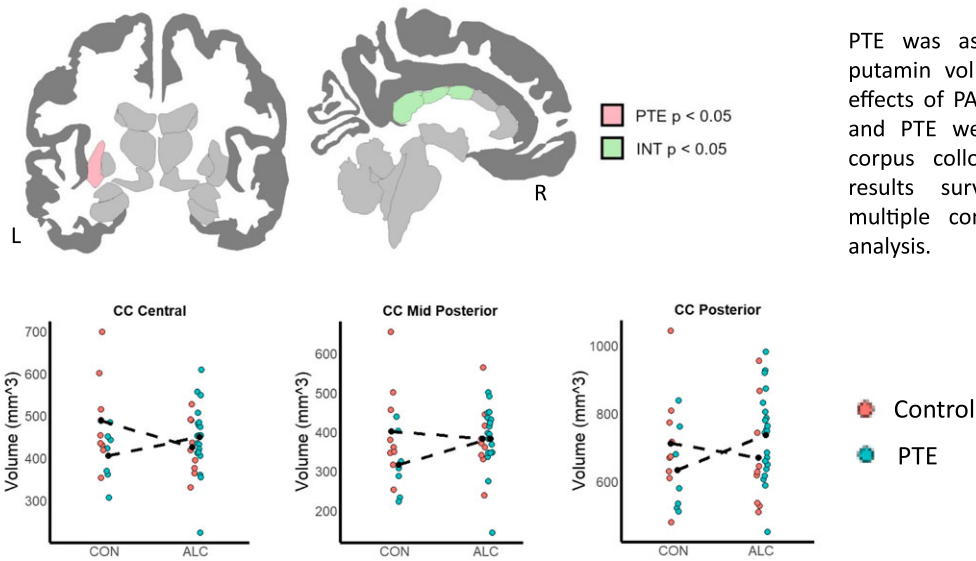 PTE p < 0.05
INT p < 0.05
L
R
PTE was as
putamin vol
effects of PA
and PTE we
corpus collo
results surv
multiple con
analysis.
CC Central
Volume (mm^3)
700
600
500
400
300
CON ALC
CC Mid Posterior
Volume (mm^3)
600
500
400
300
200
CON ALC
CC Posterior
Volume (mm^3)
1000
800
600
CON ALC
Control
PTE